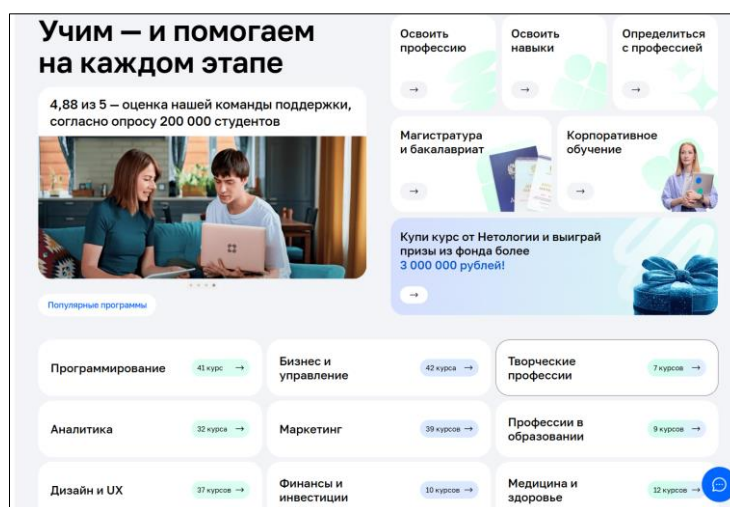 Учим — и помогаем
на каждом этапе
4,88 из 5 — оценка нашей команды поддержки,
согласно опросу 200 000 студентов
Популярные программы
Освоить
профессию
→
Освоить
навыки
→
Определиться
с профессией
→
Магистратура
и бакалавриат
→
Корпоративное
обучение
→
Купи курс от Нетологии и выиграй
призы из фонда более
3 000 000 рублей!
→
Программирование
41 курс →
Бизнес и
управление
42 курса →
Творческие
профессии
7 курсов →
Аналитика
32 курса →
Маркетинг
39 курсов →
Профессии в
образовании
9 курсов →
Дизайн и UX
37 курсов →
Финансы и
инвестиции
10 курсов →
Медицина и
здоровье
12 курсов →